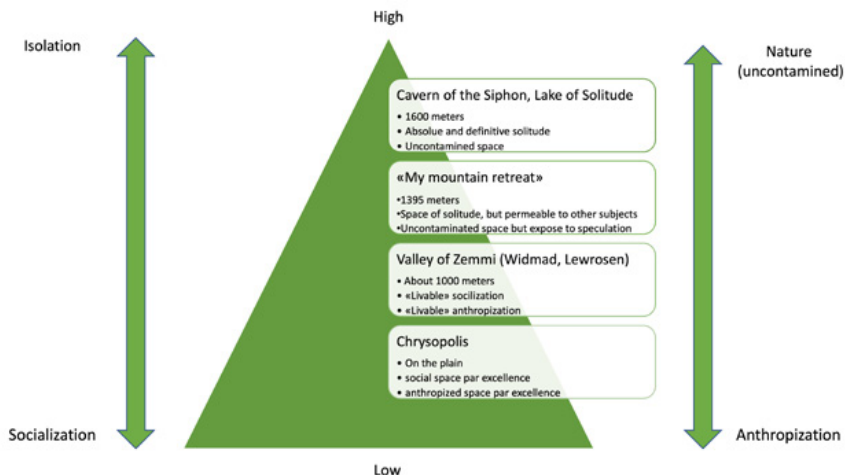 High
Isolation
Nature
(uncontamined)
Cavern of the Siphon, Lake of Solitude
• 1600 meters
• Absolue and definitive solitude
• Uncontamined space
«My mountain retreat»
•1395 meters
•Space of solitude, but permeable to other subjects
•Uncontaminated space but expose to speculation
Valley of Zemmi (Widmad, Lewrosen)
• About 1000 meters
• «Livable» socilization
• «Livable» anthropization
Chrysopolis
• On the plain
• social space par excellence
• anthropized space par excellence
Socialization
Anthropization
Low